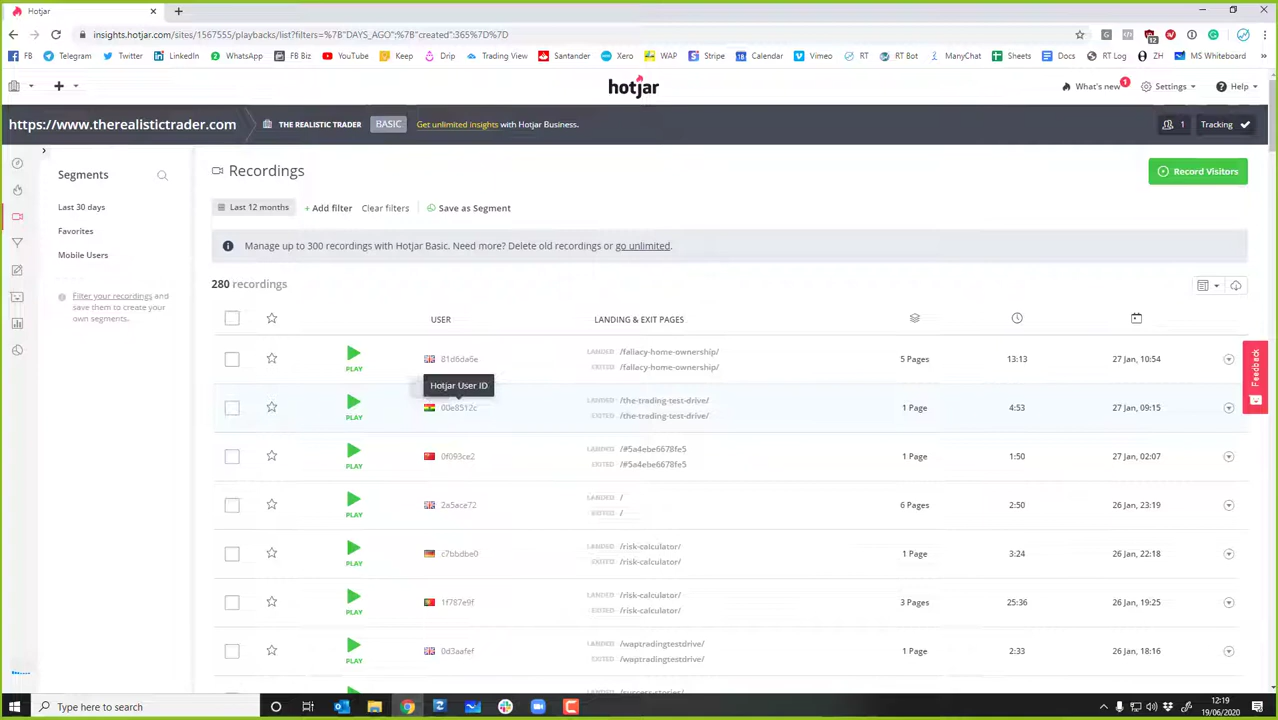 Hotjar
insights.hotjar.com/sites/1567555/playbacks/list?filters=%7B"DAYS_AGO":%7B"created":365%7D%7D
FB Telegram Twitter LinkedIn WhatsApp FB Biz YouTube Keep Drip Trading View Santander Xero WAP Stripe Calendar Vimeo RT RT Bot ManyChat Sheets Docs RT Log ZH MS Whiteboard
hotjar
What's new 1 Settings Help
https://www.therealistictrader.com THE REALISTIC TRADER BASIC Get unlimited insights with Hotjar Business. 1 Tracking
Segments
Last 30 days
Favorites
Mobile Users
Filter your recordings and
save them to create your
own segments.
Recordings
Record Visitors
Last 12 months + Add filter Clear filters Save as Segment
Manage up to 300 recordings with Hotjar Basic. Need more? Delete old recordings or go unlimited.
280 recordings
USER LANDING & EXIT PAGES
PLAY 81d6da6e LANDED /fallacy-home-ownership/ 5 Pages 13:13 27 Jan, 10:54
EXITED /fallacy-home-ownership/
Hotjar User ID
PLAY 00e8512c LANDED /the-trading-test-drive/ 1 Page 4:53 27 Jan, 09:15
EXITED /the-trading-test-drive/
PLAY 0f093ce2 LANDED /#5a4ebe6678fe5 1 Page 1:50 27 Jan, 02:07
EXITED /#5a4ebe6678fe5
PLAY 2a5ace72 LANDED / 6 Pages 2:50 26 Jan, 23:19
EXITED /
PLAY c7bbdbe0 LANDED /risk-calculator/ 1 Page 3:24 26 Jan, 22:18
EXITED /risk-calculator/
PLAY 1f787e9f LANDED /risk-calculator/ 3 Pages 25:36 26 Jan, 19:25
EXITED /risk-calculator/
PLAY 0d3aafef LANDED /waptradingtestdrive/ 1 Page 2:33 26 Jan, 18:16
EXITED /waptradingtestdrive/
LANDED /success-stories/
Feedback
Type here to search
12:19
19/06/2020